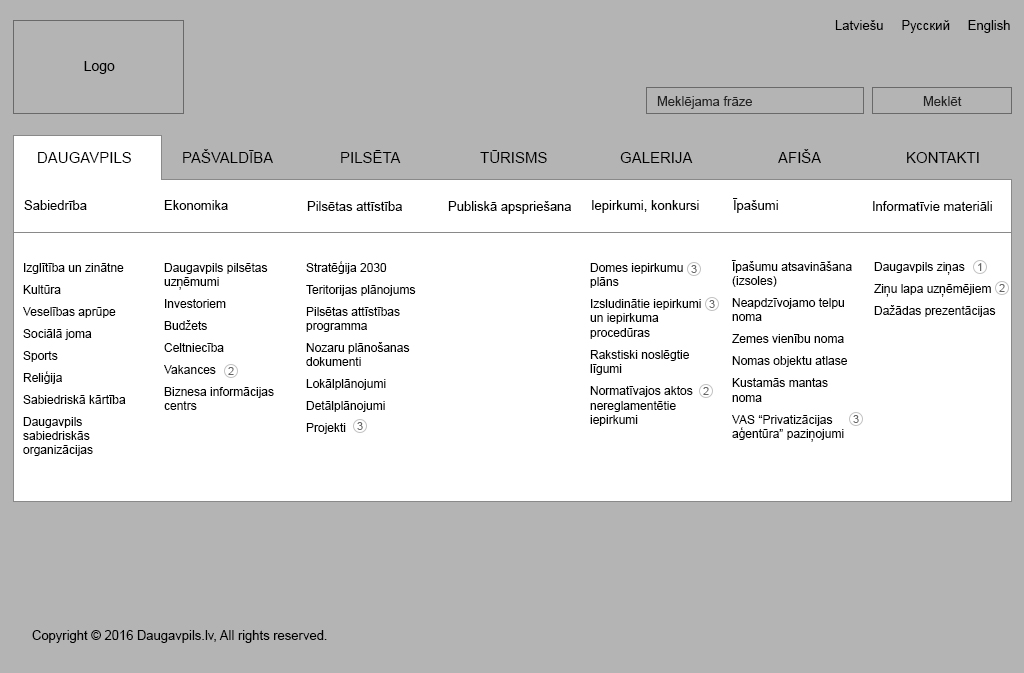 Latviešu Русский English
Logo
Meklējama frāze Meklēt
DAUGAVPILS PAŠVALDĪBA PILSĒTA TŪRISMS GALERIJA AFIŠA KONTAKTI
Sabiedrība Ekonomika Pilsētas attīstība Publiskā apspriešana Iepirkumi, konkursi Īpašumi Informatīvie materiāli
Izglītība un zinātne
Kultūra
Veselības aprūpe
Sociālā joma
Sports
Reliģija
Sabiedriskā kārtība
Daugavpils
sabiedriskās
organizācijas
Daugavpils pilsētas
uzņēmumi
Investoriem
Budžets
Celtniecība
Vakances 2
Biznesa informācijas
centrs
Stratēģija 2030
Teritorijas plānojums
Pilsētas attīstības
programma
Nozaru plānošanas
dokumenti
Lokālplānojumi
Detālplānojumi
Projekti 3
Domes iepirkumu 3
plāns
Izsludinātie iepirkumi 3
un iepirkuma
procedūras
Rakstiski noslēgtie
līgumi
Normatīvajos aktos 2
nereglamentētie
iepirkumi
Īpašumu atsavināšana
(izsoles)
Neapdzīvojamo telpu
noma
Zemes vienību noma
Nomas objektu atlase
Kustamās mantas
noma
VAS “Privatizācijas 3
aģentūra” paziņojumi
Daugavpils ziņas 1
Ziņu lapa uzņēmējiem 2
Dažādas prezentācijas
Copyright © 2016 Daugavpils.lv, All rights reserved.